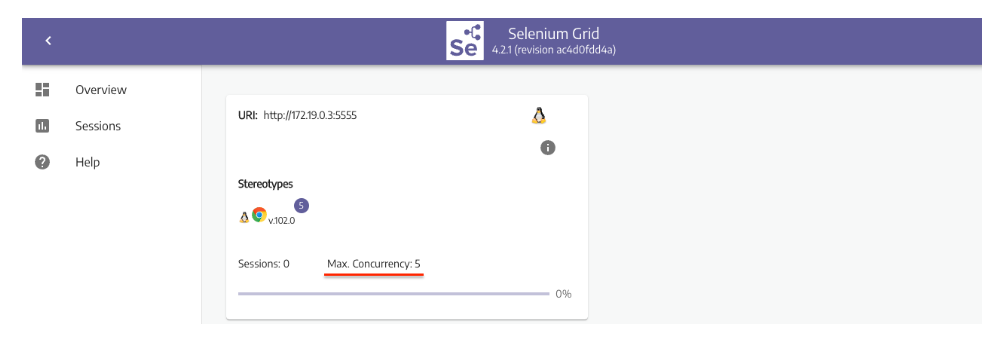 Se
Selenium Grid
4.2.1 (revision ac4d0fdd4a)
Overview
Sessions
Help
URI: http://172.19.0.3:5555
Stereotypes
v.102.0
5
Sessions: 0 Max. Concurrency: 5
0%